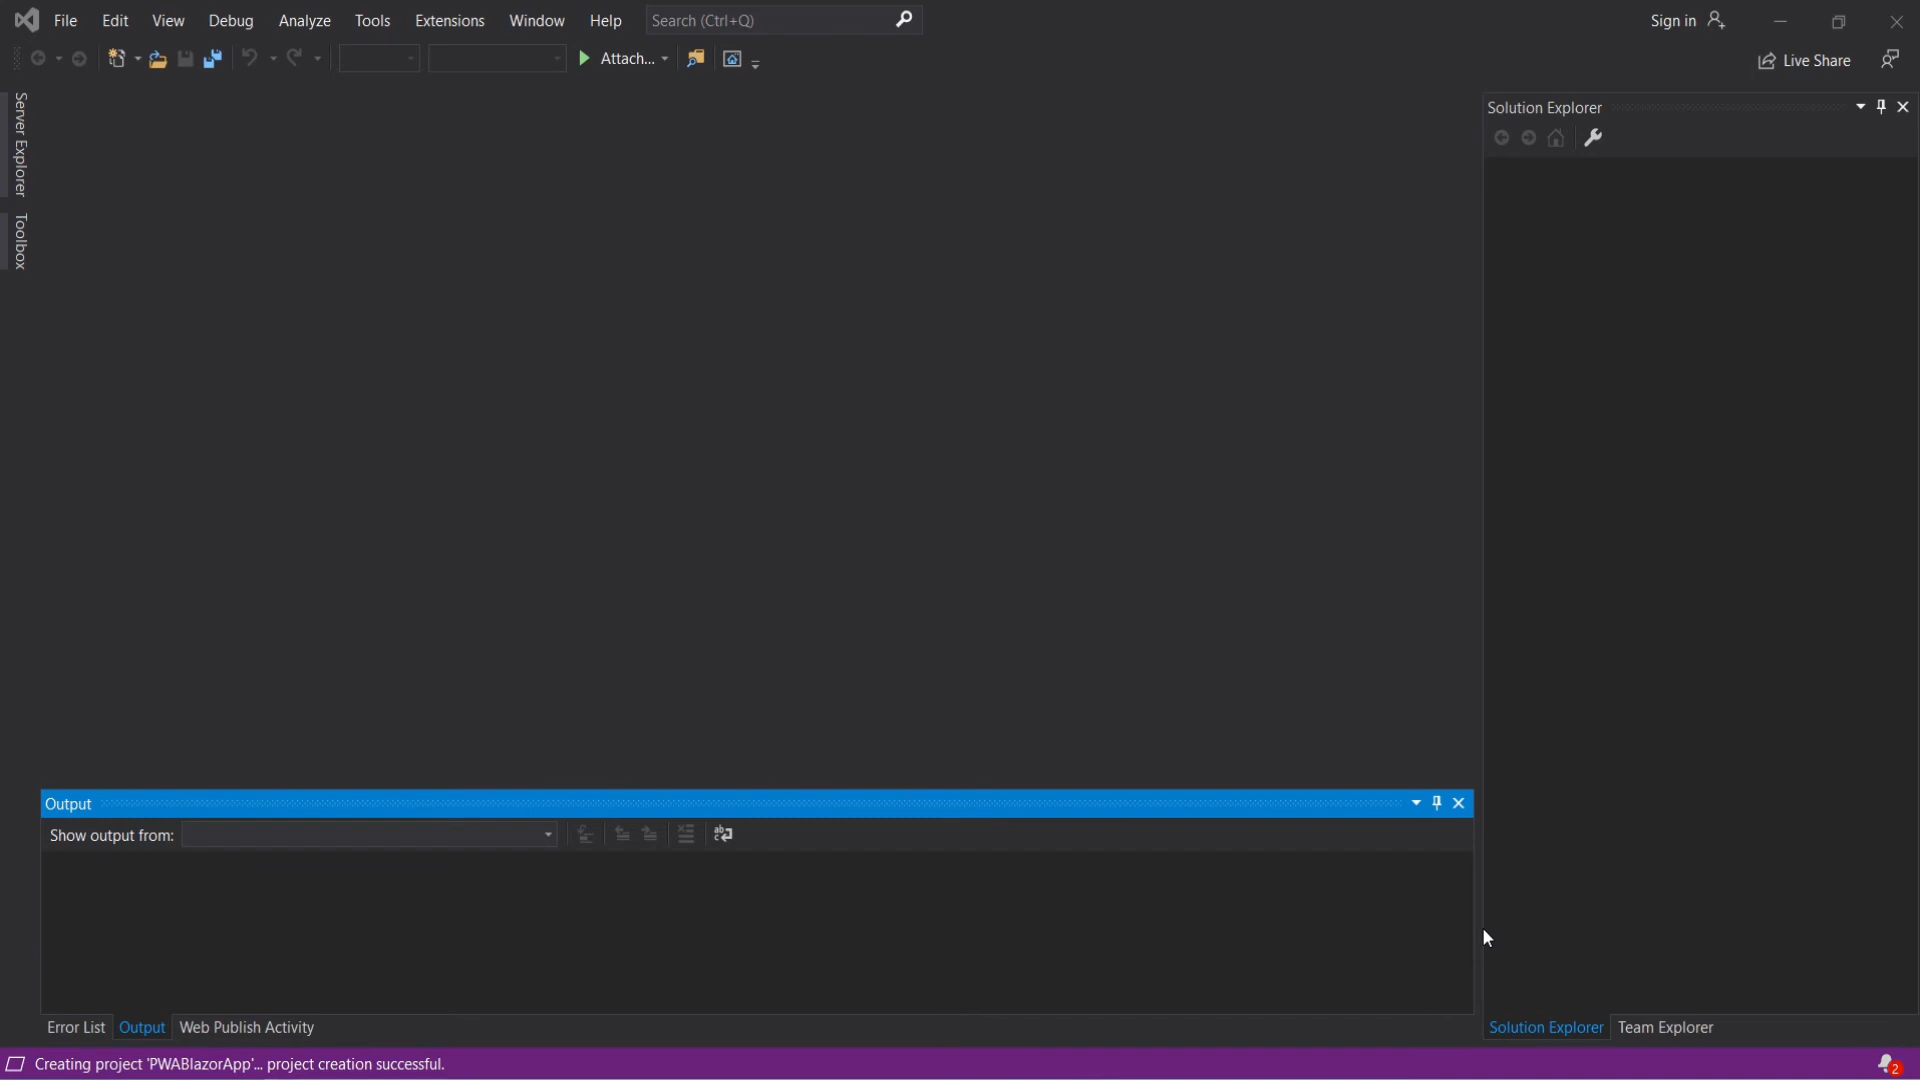 File Edit View Debug Analyze Tools Extensions Window Help Search (Ctrl+Q) Sign in
Attach... Live Share
Server Explorer
Toolbox
Solution Explorer
Output
Show output from:
Error List Output Web Publish Activity
Solution Explorer Team Explorer
Creating project 'PWABlazorApp'... project creation successful. 2